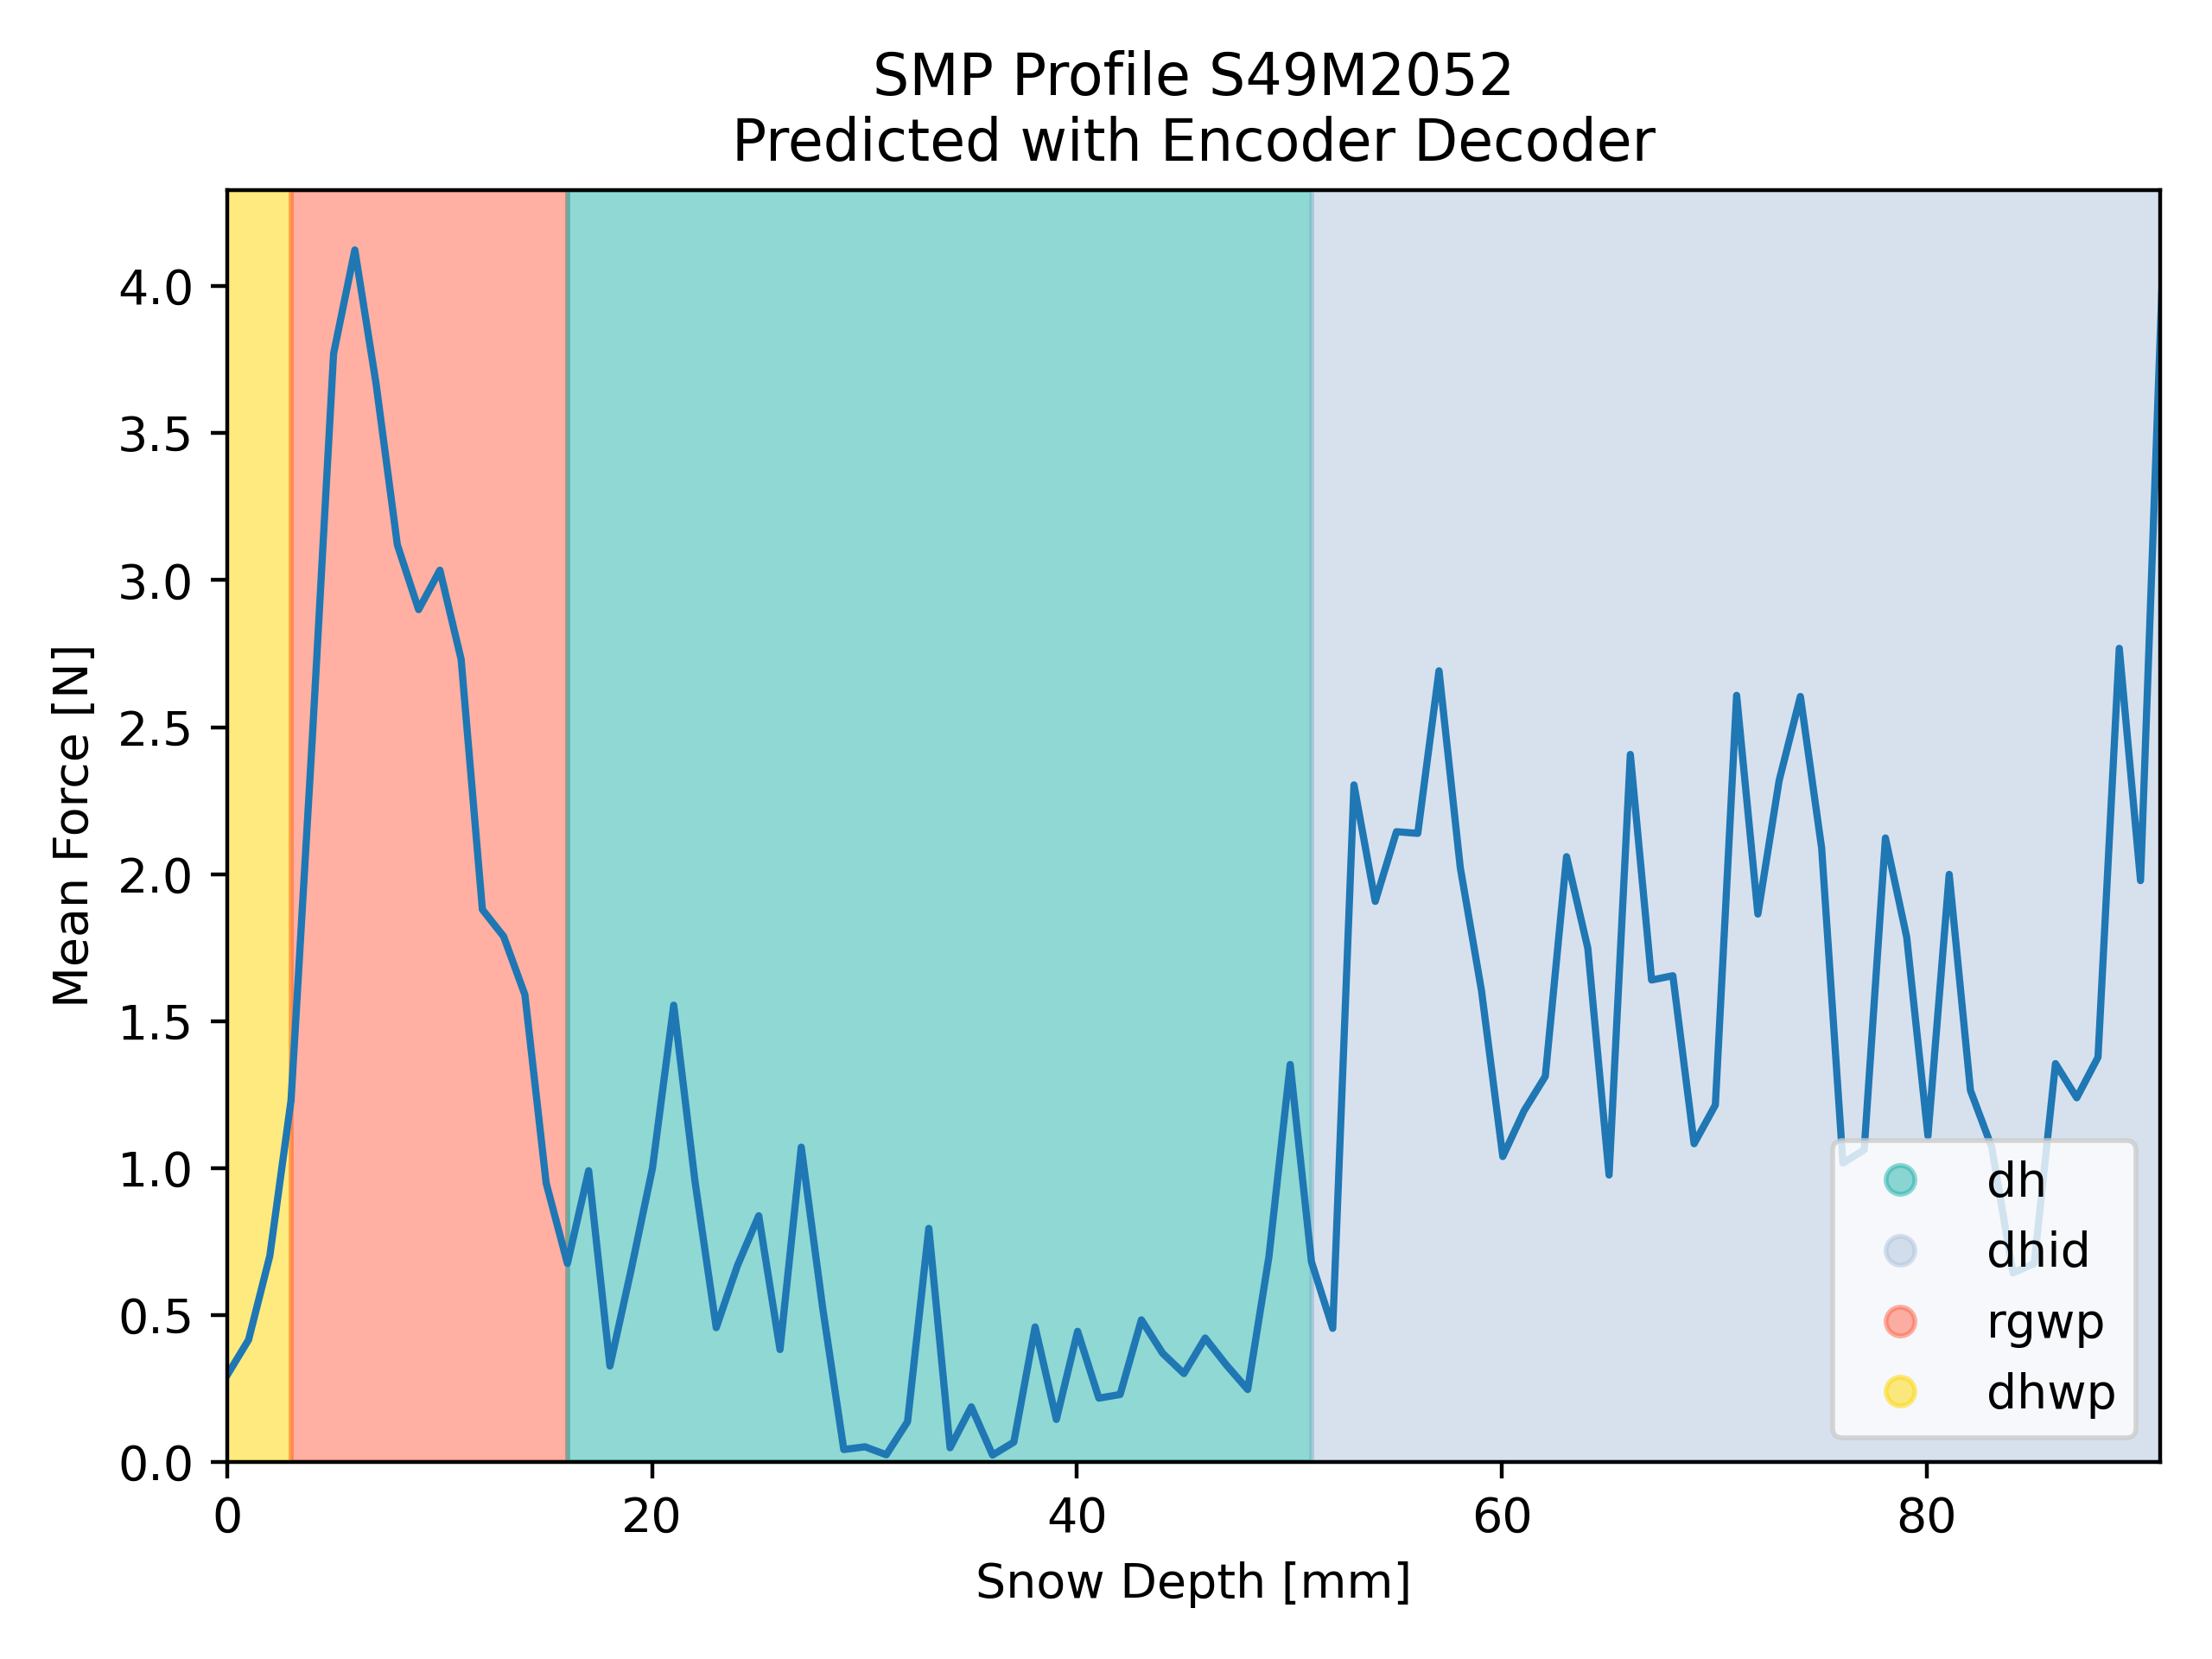 SMP Profile S49M2052
Predicted with Encoder Decoder
Mean Force [N]
4.0
3.5
3.0
2.5
2.0
1.5
1.0
0.5
0.0
dh
dhid
rgwp
dhwp
0 20 40 60 80
Snow Depth [mm]